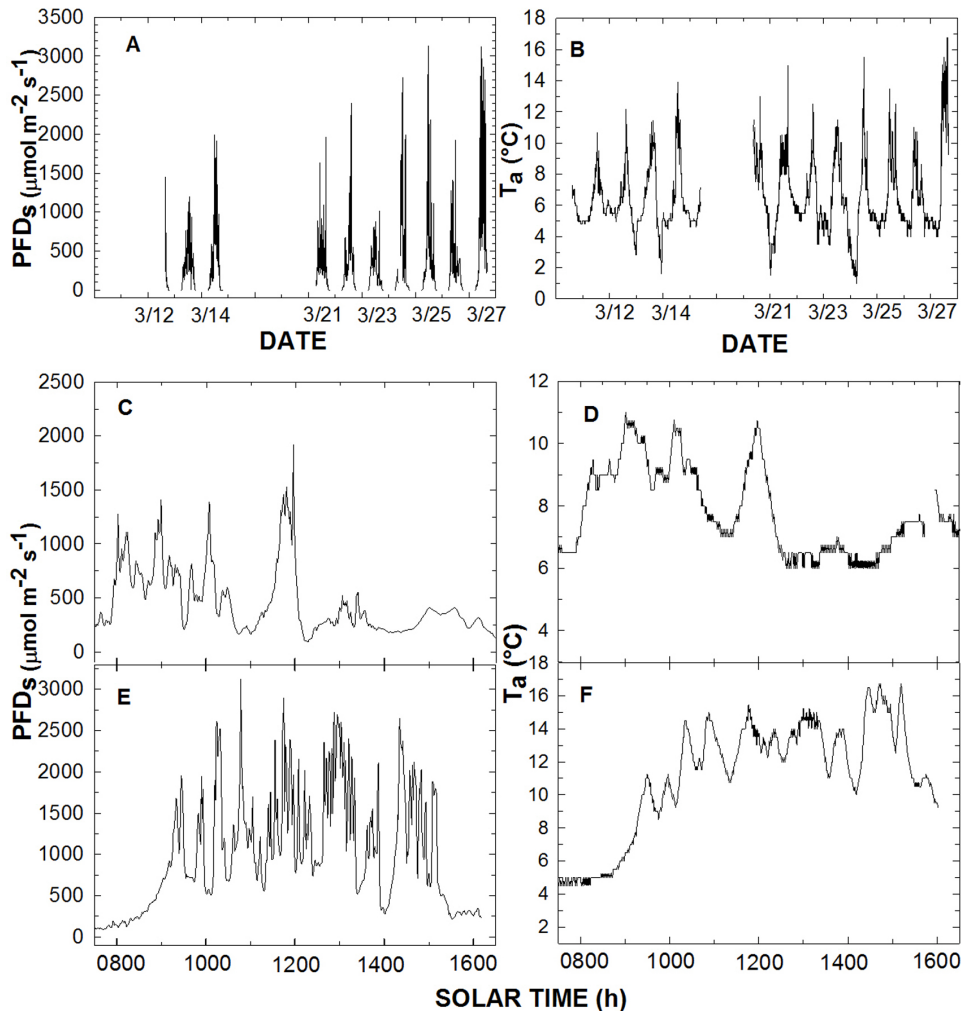 A
PFDs (µmol m-2 s-1)
3500
3000
2500
2000
1500
1000
500
0
3/12 3/14 3/21 3/23 3/25 3/27
DATE
B
Ta (°C)
18
16
14
12
10
8
6
4
2
0
3/12 3/14 3/21 3/23 3/25 3/27
DATE
C
PFDs (µmol m-2 s-1)
2500
2000
1500
1000
500
0
D
Ta (°C)
12
10
8
6
4
E
3000
2500
2000
1500
1000
500
0
0800 1000 1200 1400 1600
F
18
16
14
12
10
8
6
4
2
0800 1000 1200 1400 1600
SOLAR TIME (h)